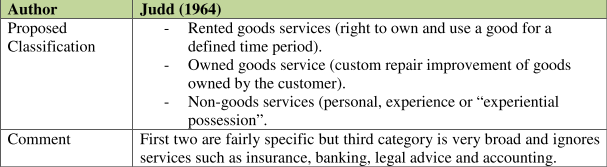 Author Judd (1964)
Proposed - Rented goods services (right to own and use a good for a
Classification defined time period).
- Owned goods service (custom repair improvement of goods
owned by the customer).
- Non-goods services (personal, experience or “experiential
possession”.
Comment First two are fairly specific but third category is very broad and ignores
services such as insurance, banking, legal advice and accounting.